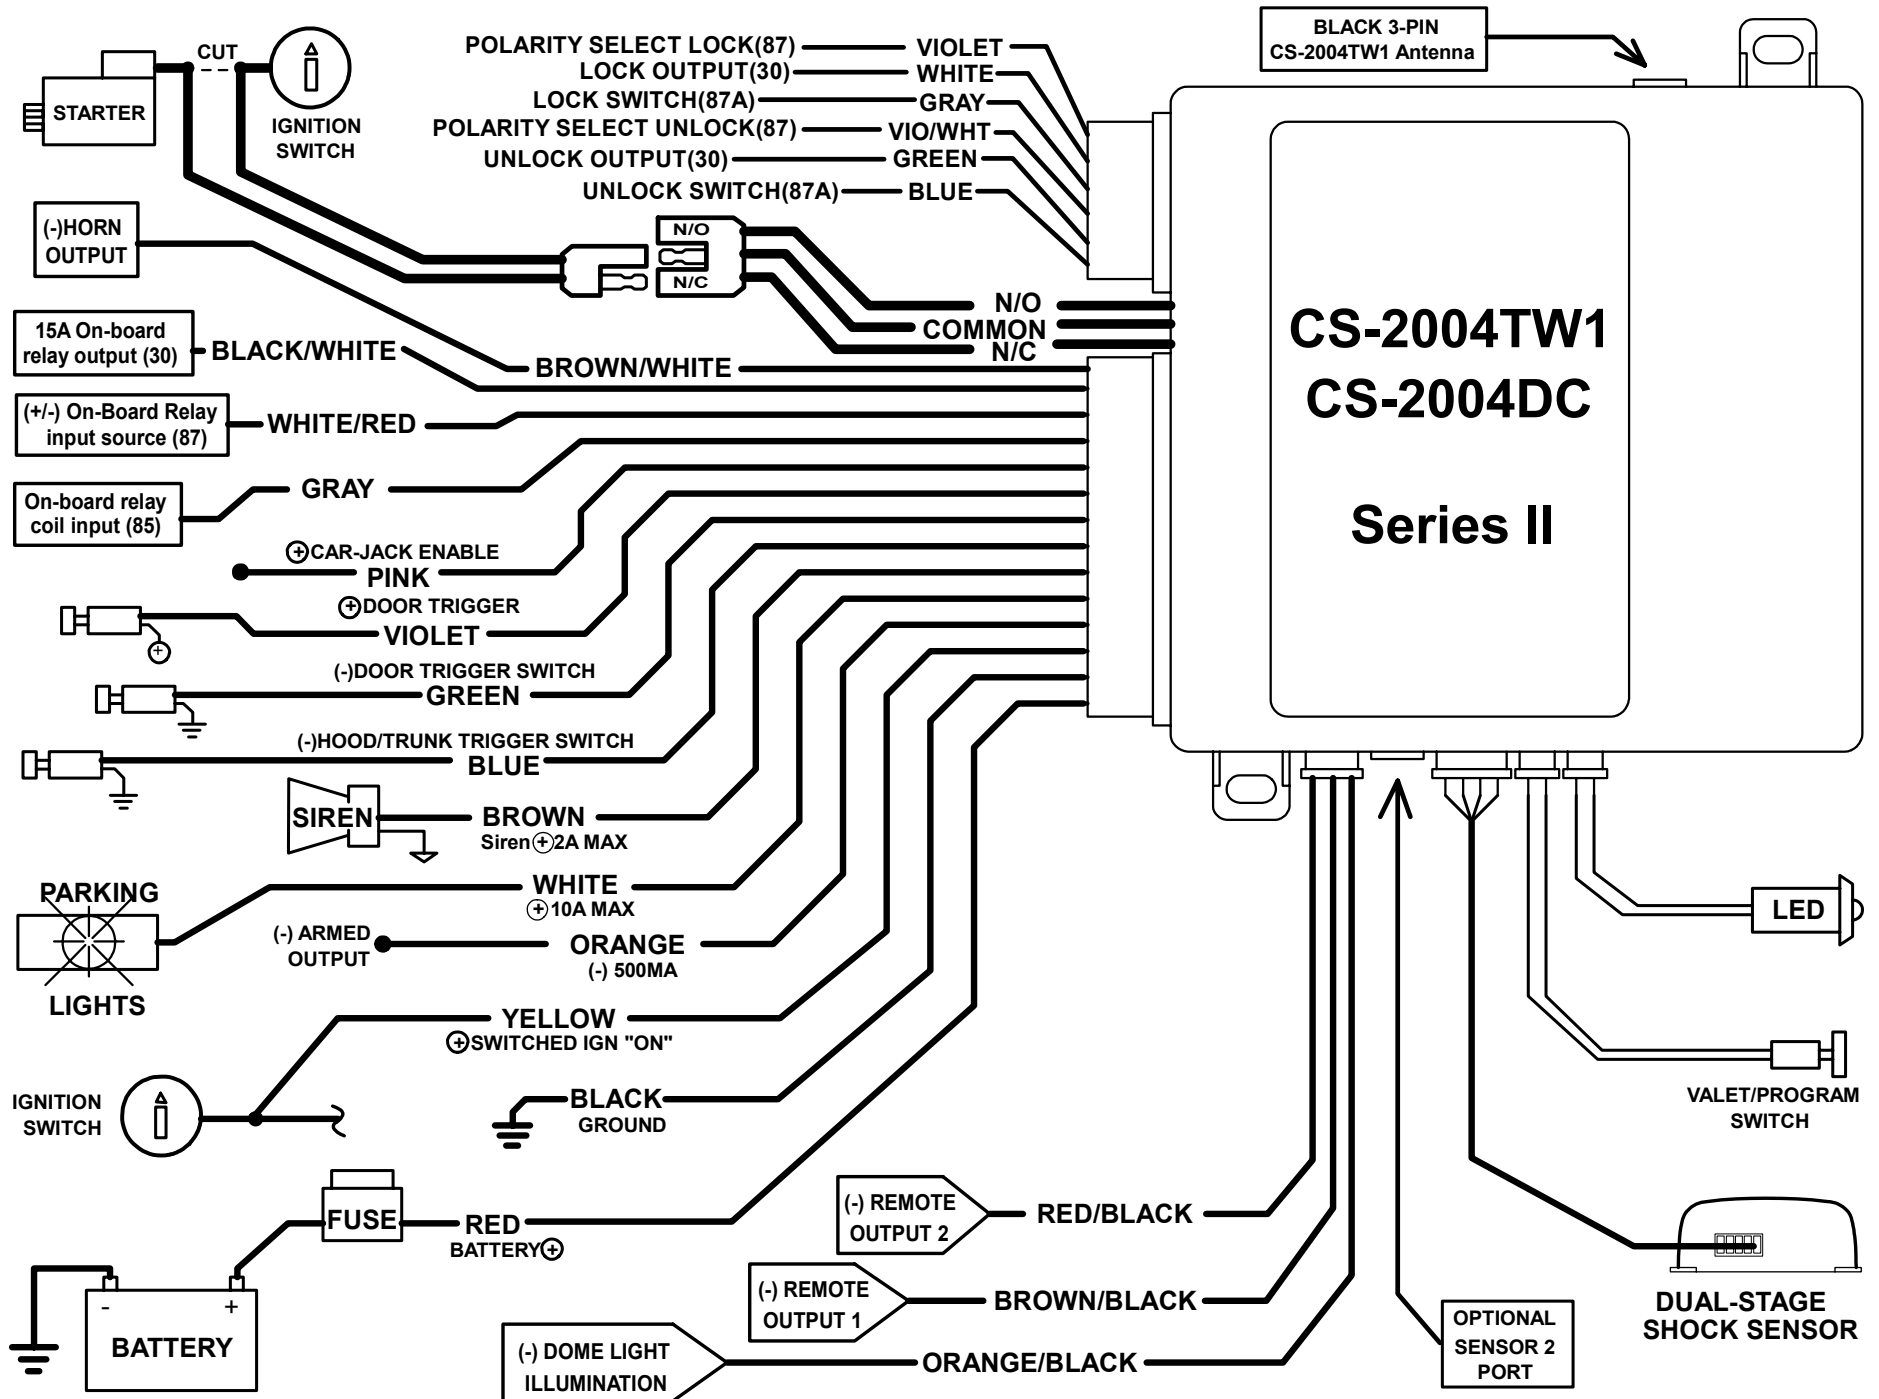 CUT
STARTER
IGNITION
SWITCH
POLARITY SELECT LOCK(87) VIOLET
LOCK OUTPUT(30) WHITE
LOCK SWITCH(87A) GRAY
POLARITY SELECT UNLOCK(87) VIO/WHT
UNLOCK OUTPUT(30) GREEN
UNLOCK SWITCH(87A) BLUE
BLACK 3-PIN
CS-2004TW1 Antenna
(-)HORN
OUTPUT
N/O
N/C
N/O
COMMON
N/C
CS-2004TW1
CS-2004DC
Series II
15A On-board
relay output (30)
BLACK/WHITE
BROWN/WHITE
(+/-) On-Board Relay
input source (87)
WHITE/RED
On-board relay
coil input (85)
GRAY
+CAR-JACK ENABLE
PINK
+DOOR TRIGGER
VIOLET
+
(-)DOOR TRIGGER SWITCH
GREEN
(-)HOOD/TRUNK TRIGGER SWITCH
BLUE
SIREN
BROWN
Siren+2A MAX
PARKING
LIGHTS
WHITE
+10A MAX
(-) ARMED
OUTPUT
ORANGE
(-) 500MA
YELLOW
+SWITCHED IGN "ON"
IGNITION
SWITCH
BLACK
GROUND
FUSE
RED
BATTERY+
- +
BATTERY
(-) REMOTE
OUTPUT 2
RED/BLACK
(-) REMOTE
OUTPUT 1
BROWN/BLACK
(-) DOME LIGHT
ILLUMINATION
ORANGE/BLACK
LED
VALET/PROGRAM
SWITCH
OPTIONAL
SENSOR 2
PORT
DUAL-STAGE
SHOCK SENSOR